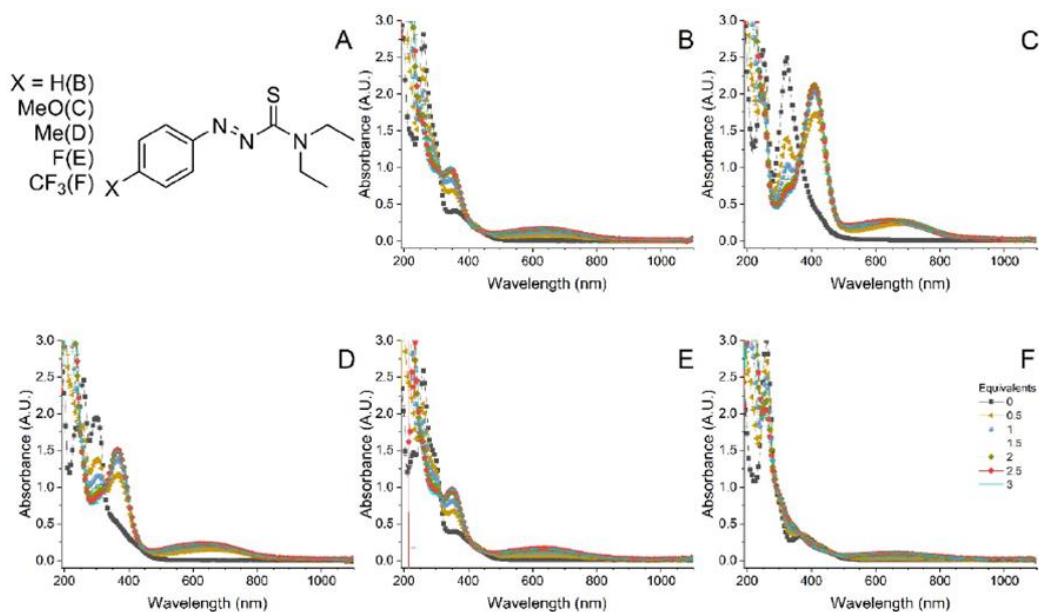 A
X = H(B)
MeO(C)
Me(D)
F(E)
CF3(F)
X
N
N
S
N
B
Absorbance (A.U.)
3.0
2.5
2.0
1.5
1.0
0.5
0.0
200 400 600 800 1000
Wavelength (nm)
C
Absorbance (A.U.)
3.0
2.5
2.0
1.5
1.0
0.5
0.0
200 400 600 800 1000
Wavelength (nm)
D
Absorbance (A.U.)
3.0
2.5
2.0
1.5
1.0
0.5
0.0
200 400 600 800 1000
Wavelength (nm)
E
Absorbance (A.U.)
3.0
2.5
2.0
1.5
1.0
0.5
0.0
200 400 600 800 1000
Wavelength (nm)
F
Absorbance (A.U.)
3.0
2.5
2.0
1.5
1.0
0.5
0.0
200 400 600 800 1000
Wavelength (nm)
Equivalents
0
0.5
1
1.5
2
2.5
3